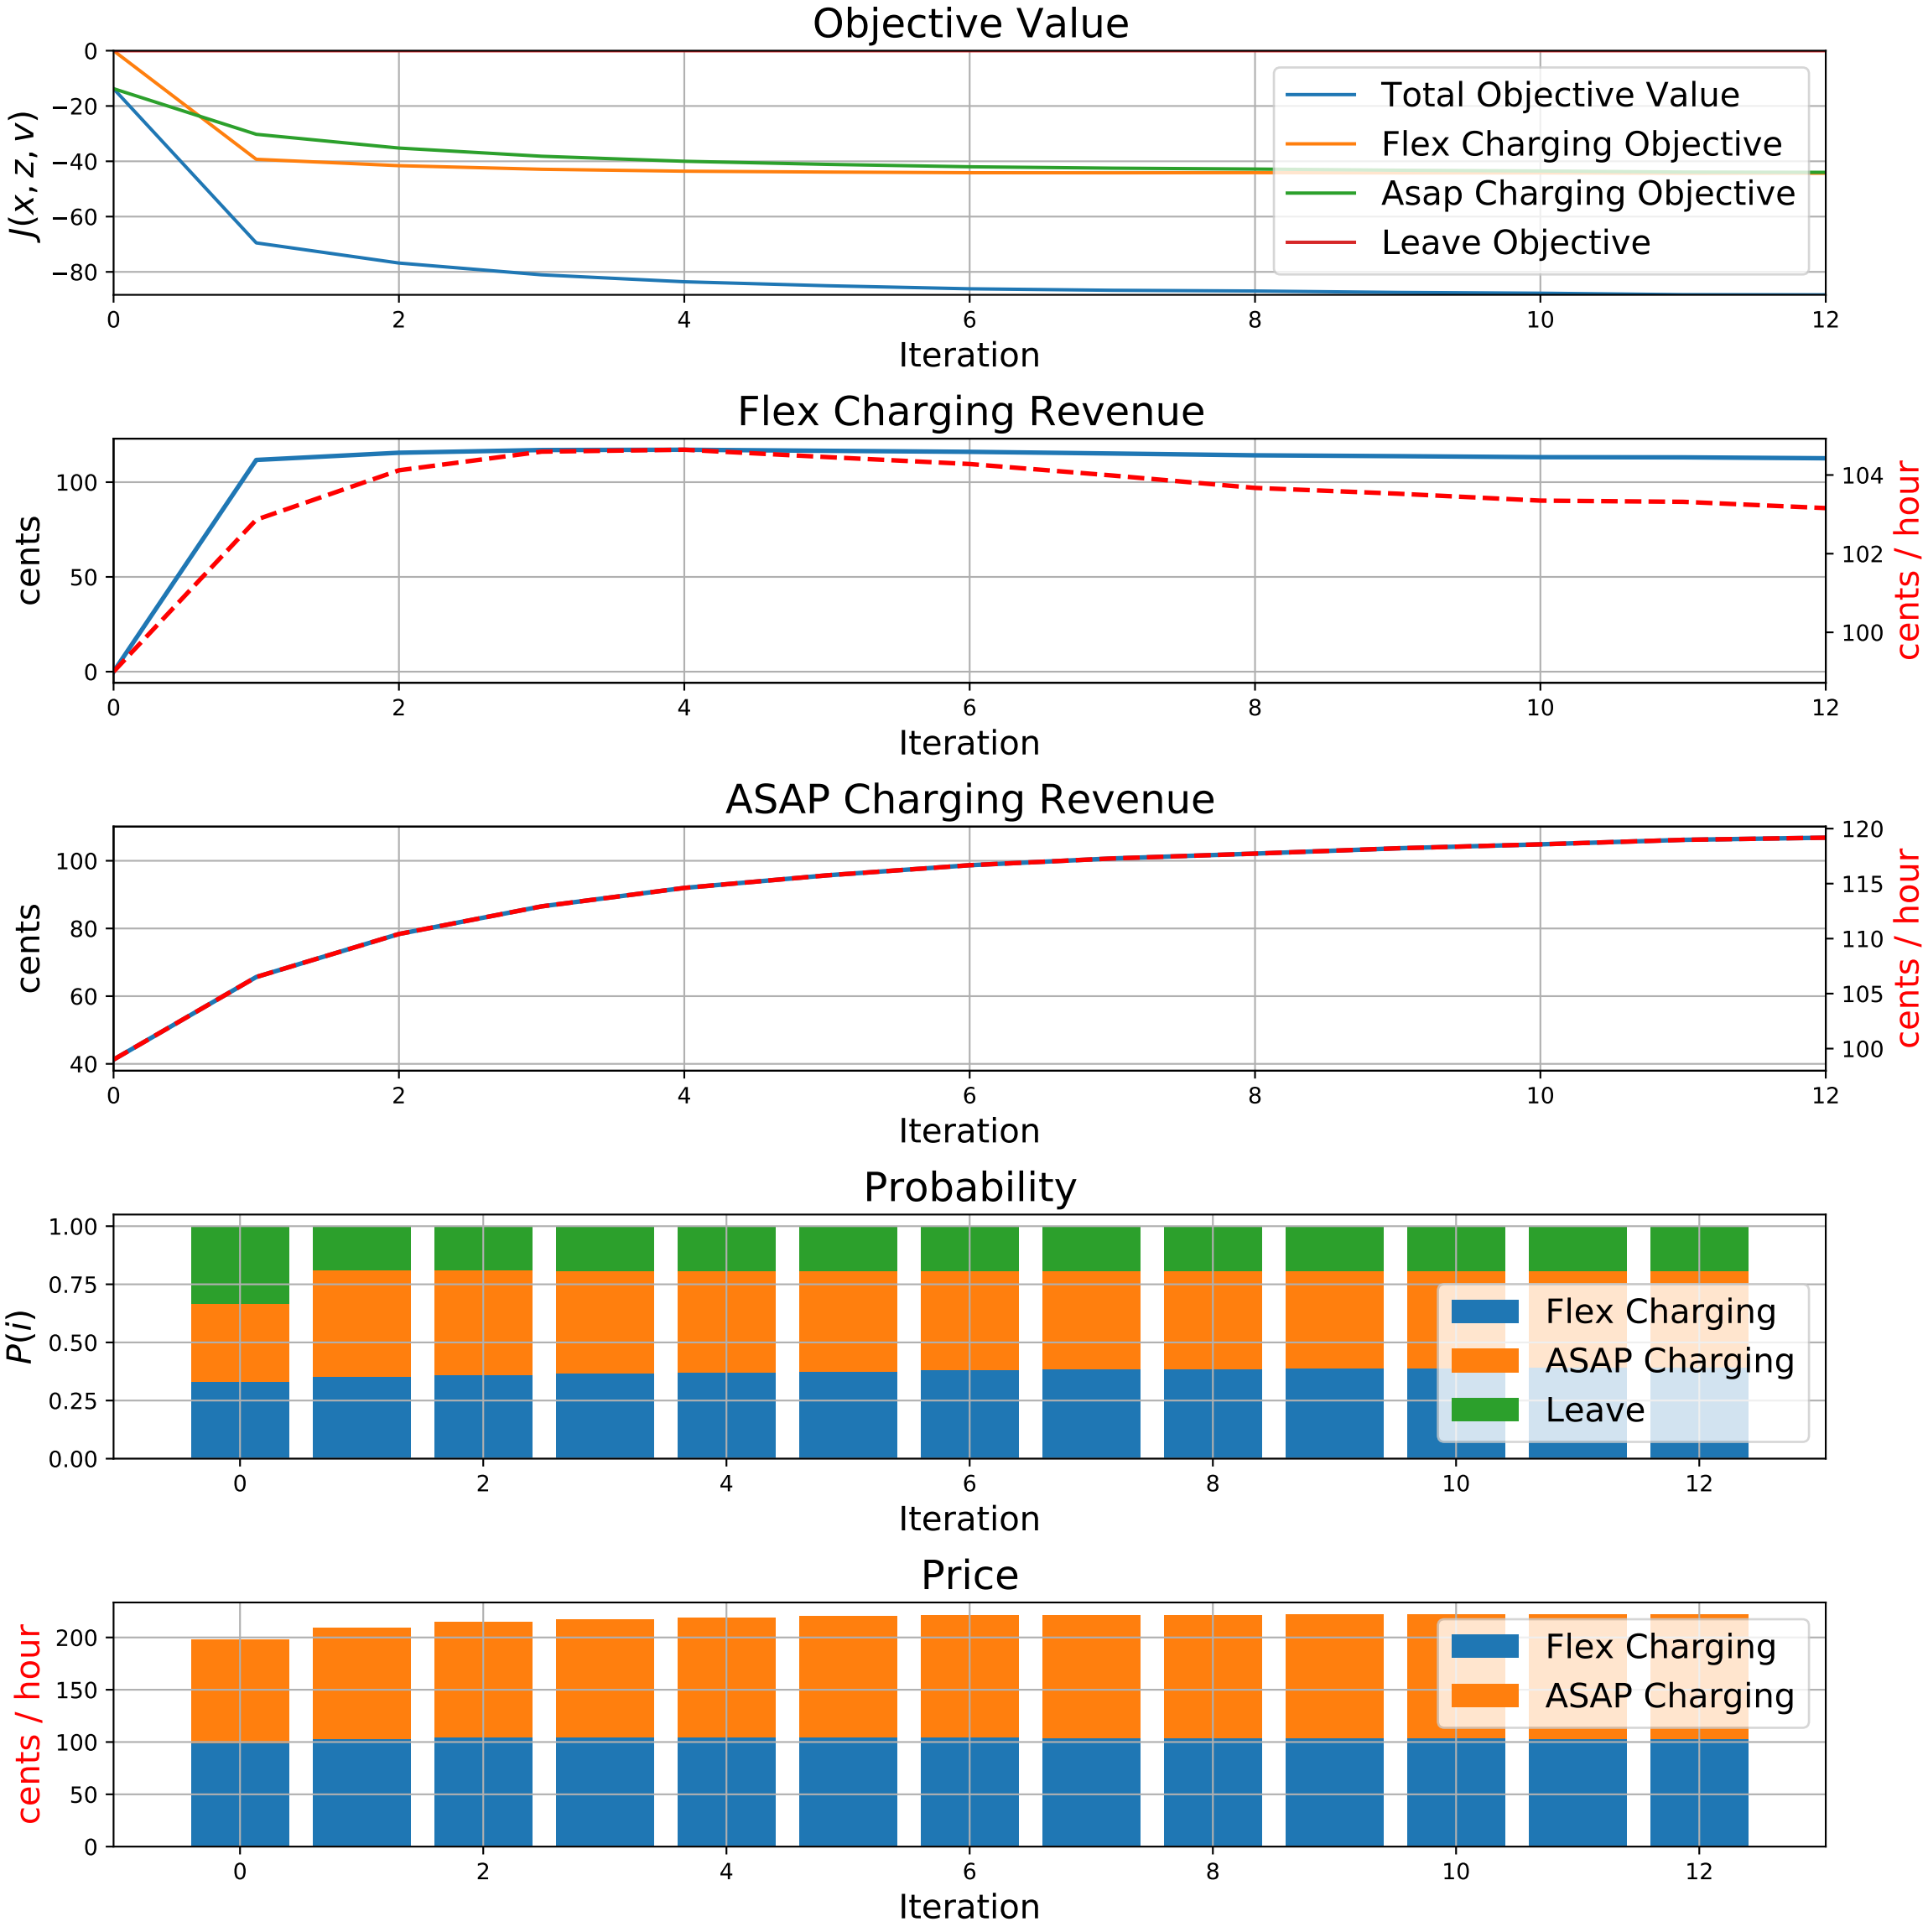 Objective Value
0
−20
−40
−60
−80
J(x, z, v)
Total Objective Value
Flex Charging Objective
Asap Charging Objective
Leave Objective
0 2 4 6 8 10 12
Iteration
Flex Charging Revenue
100
50
0
cents
104
102
100
cents / hour
0 2 4 6 8 10 12
Iteration
ASAP Charging Revenue
100
80
60
40
cents
120
115
110
105
100
cents / hour
0 2 4 6 8 10 12
Iteration
Probability
1.00
0.75
0.50
0.25
0.00
P(i)
Flex Charging
ASAP Charging
Leave
0 2 4 6 8 10 12
Iteration
Price
200
150
100
50
0
cents / hour
Flex Charging
ASAP Charging
0 2 4 6 8 10 12
Iteration